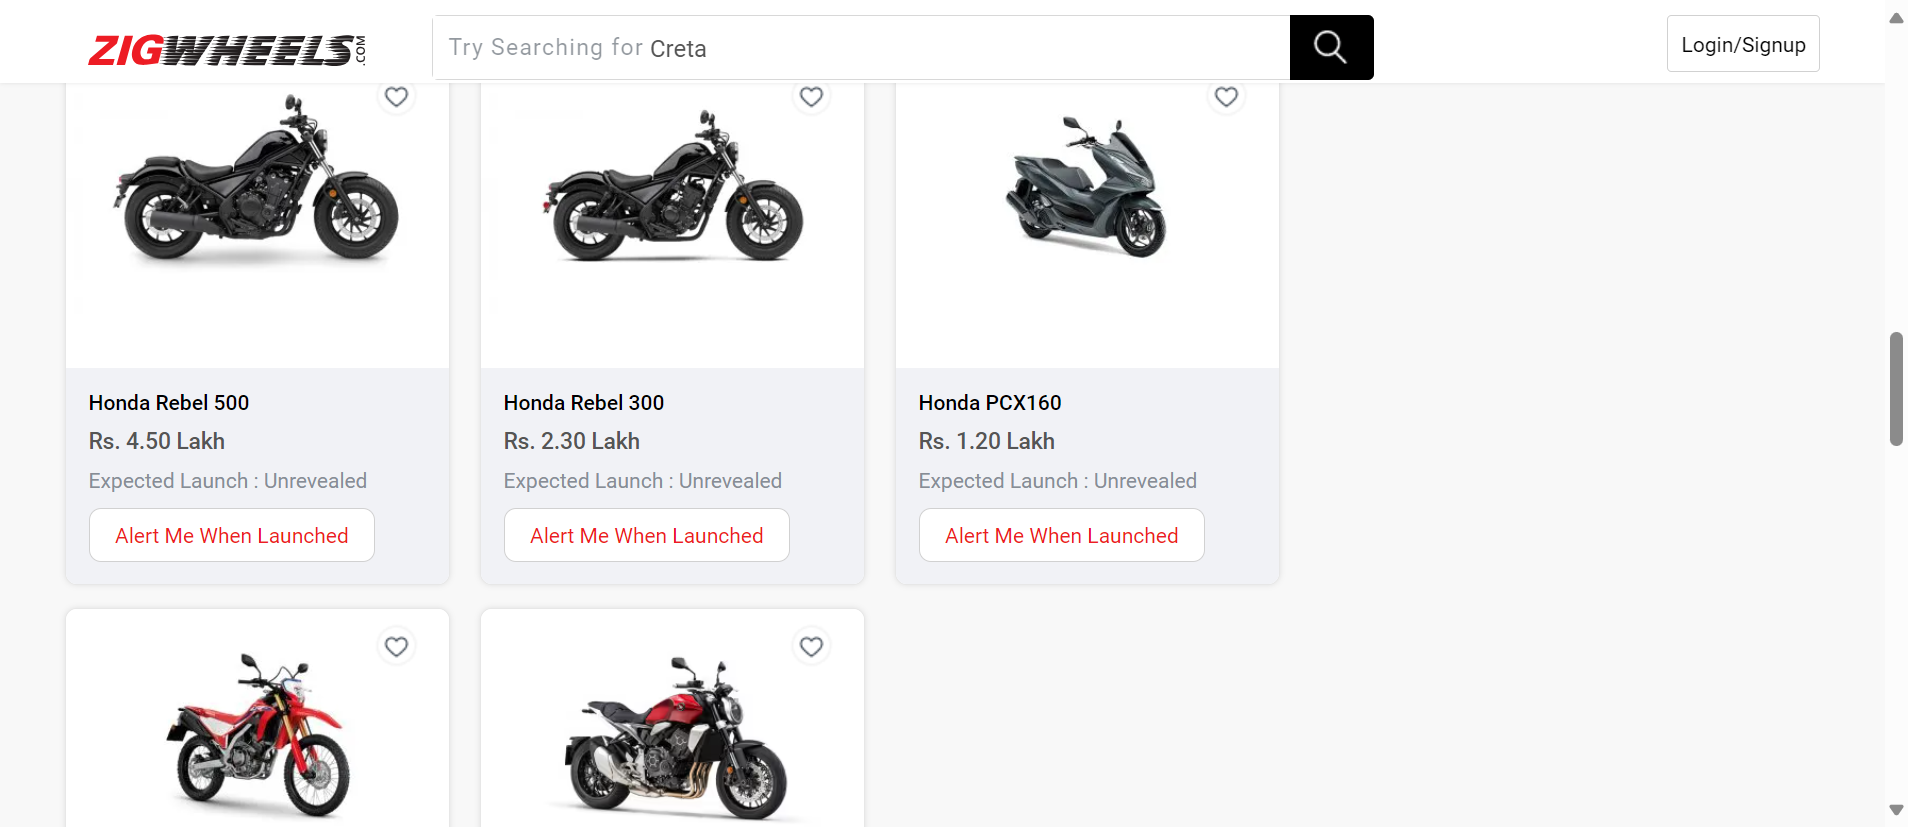 ZIGWHEELS.COM
Try Searching for Creta
Login/Signup
Honda Rebel 500
Rs. 4.50 Lakh
Expected Launch : Unrevealed
Alert Me When Launched
Honda Rebel 300
Rs. 2.30 Lakh
Expected Launch : Unrevealed
Alert Me When Launched
Honda PCX160
Rs. 1.20 Lakh
Expected Launch : Unrevealed
Alert Me When Launched